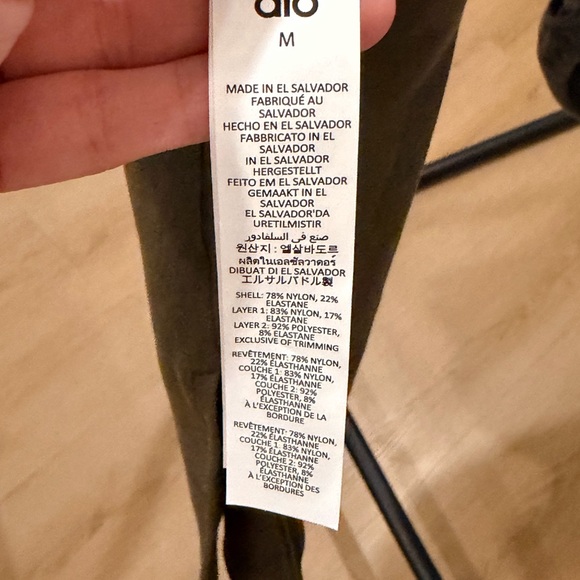 alo
M
MADE IN EL SALVADOR
FABRIQUÉ AU
SALVADOR
HECHO EN EL SALVADOR
FABBRICATO IN EL
SALVADOR
IN EL SALVADOR
HERGESTELLT
FEITO EM EL SALVADOR
GEMAAKT IN EL
SALVADOR
EL SALVADOR'DA
URETILMISTIR
صنع في السلفادور
원산지 : 엘살바도르
ผลิตในเอลซัลวาดอร์
DIBUAT DI EL SALVADOR
エルサルバドル製
SHELL: 78% NYLON, 22%
ELASTANE
LAYER 1: 83% NYLON, 17%
ELASTANE
LAYER 2: 92% POLYESTER,
8% ELASTANE
EXCLUSIVE OF TRIMMING
REVÊTEMENT: 78% NYLON,
22% ÉLASTHANNE
COUCHE 1: 83% NYLON,
17% ÉLASTHANNE
COUCHE 2: 92%
POLYESTER, 8%
ÉLASTHANNE
À L'EXCEPTION DE LA
BORDURE
REVÊTEMENT: 78% NYLON,
22% ÉLASTHANNE
COUCHE 1: 83% NYLON,
17% ÉLASTHANNE
COUCHE 2: 92%
POLYESTER, 8%
ÉLASTHANNE
À L'EXCEPTION DES
BORDURES